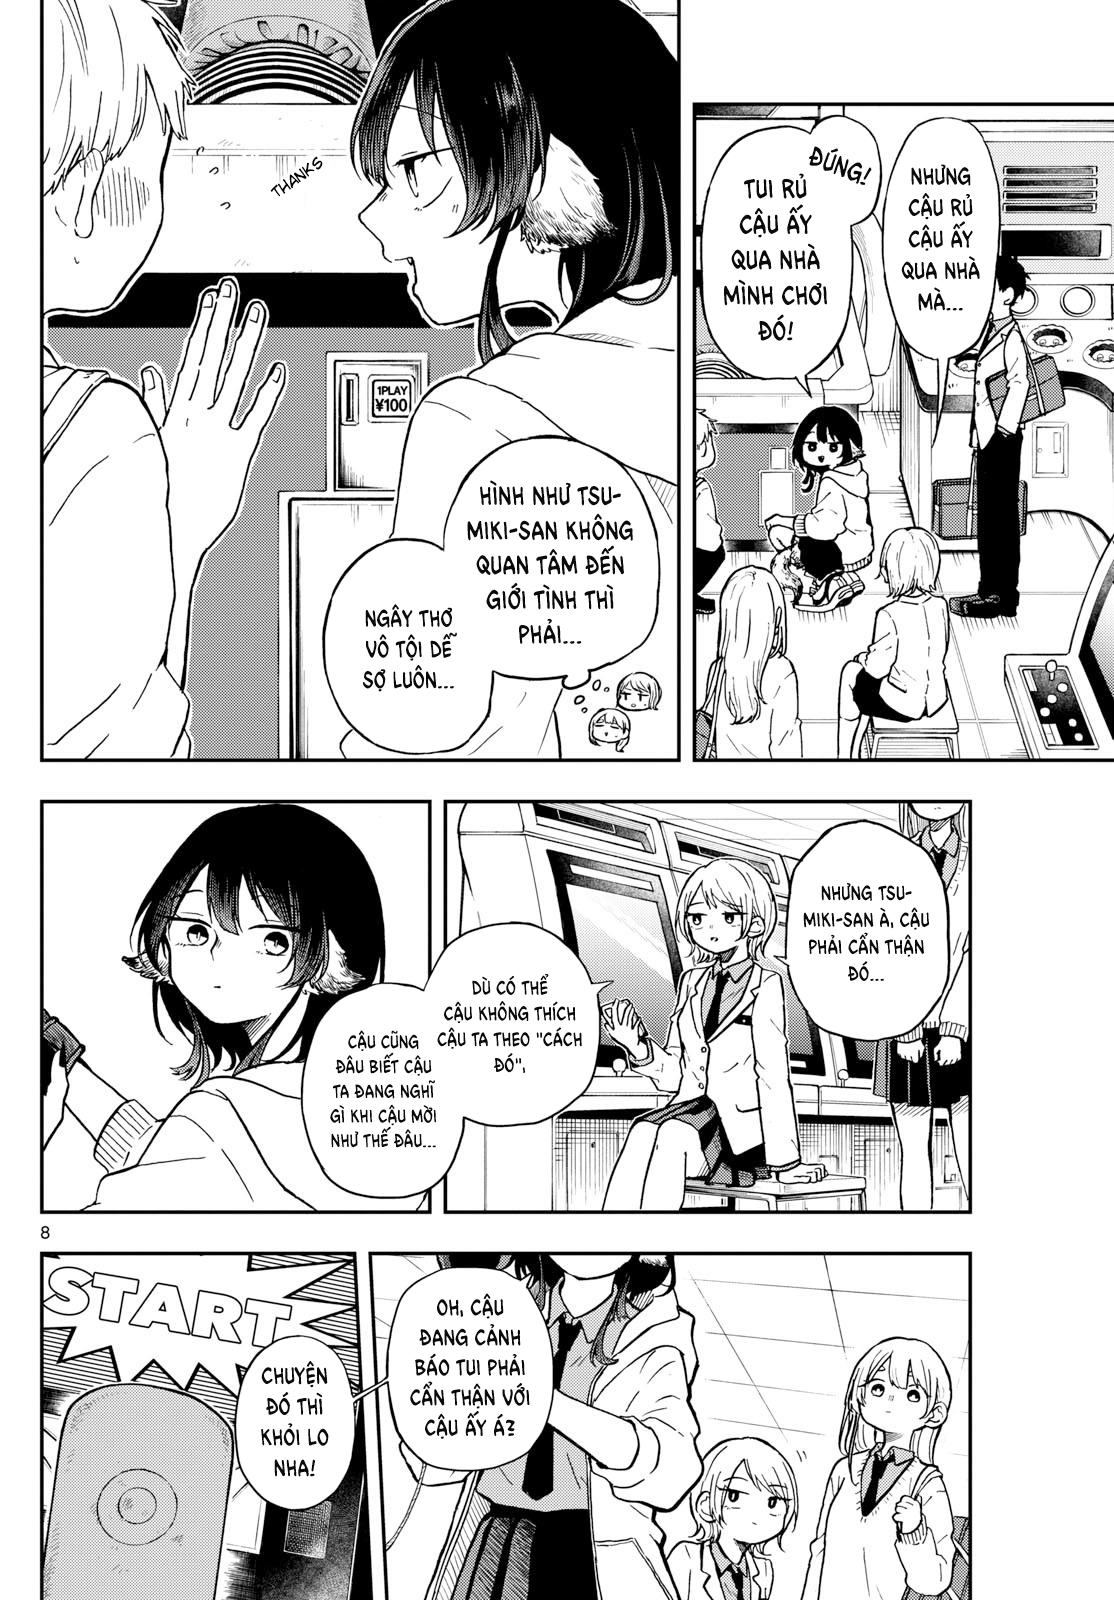 NHƯNG
CẬU RỦ
CẬU ẤY
QUA NHÀ
MÀ...
ĐÚNG!
TUI RỦ
CẬU ẤY
QUA NHÀ
MÌNH CHƠI
ĐÓ!
THANKS
1PLAY
¥100
HÌNH NHƯ TSU-
MIKI-SAN KHÔNG
QUAN TÂM ĐẾN
GIỚI TÍNH THÌ
PHẢI...
NGÂY THƠ
VÔ TỘI DỄ
SỢ LUÔN...
NHƯNG TSU-
MIKI-SAN À, CẬU
PHẢI CẨN THẬN
ĐÓ...
DÙ CÓ THỂ
CẬU KHÔNG THÍCH
CẬU TA THEO "CÁCH
ĐÓ",
CẬU CŨNG
ĐÂU BIẾT CẬU
TA ĐANG NGHĨ
GÌ KHI CẬU MỜI
NHƯ THẾ ĐÂU...
OH, CẬU
ĐANG CẢNH
BÁO TUI PHẢI
CẨN THẬN VỚI
CẬU ẤY Á?
START
CHUYỆN
ĐÓ THÌ
KHỎI LO
NHA!
8